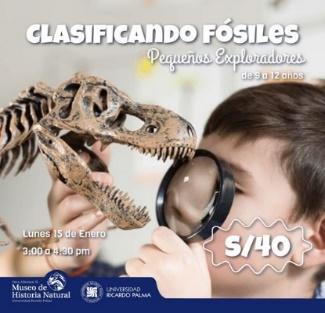 CLASIFICANDO FÓSILES
Pequeños Exploradores
de 9 a 12 años
Lunes 15 de Enero
3:00 a 4:30 pm
S/40
Museo de
Historia Natural
UNIVERSIDAD
RICARDO PALMA